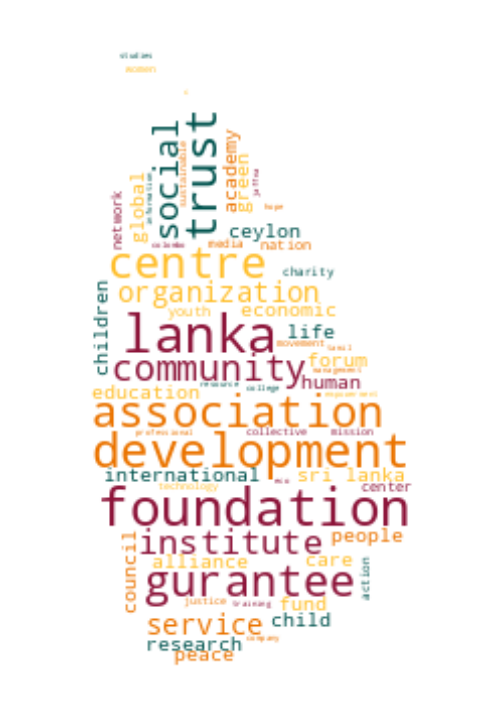 studies
women
social
trust
sustainable
information
academy
green
jaffna
global
network
hope
ceylon
colombo
media
nation
centre
charity
children
organization
youth
economic
lanka
life
movement
tamil
community
forum
management
human
resource
college
education
empowerment
association
professional
collective
mission
development
international
sri lanka
technology
eco
center
foundation
institute
people
council
alliance
care
action
gurantee
justice
training
fund
service
child
company
research
peace